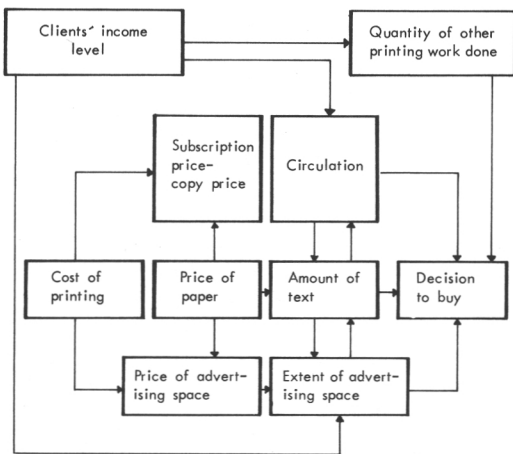 Clients' income
level
Quantity of other
printing work done
Subscription
price-
copy price
Circulation
Cost of
printing
Price of
paper
Amount of
text
Decision
to buy
Price of advert-
ising space
Extent of advert-
ising space